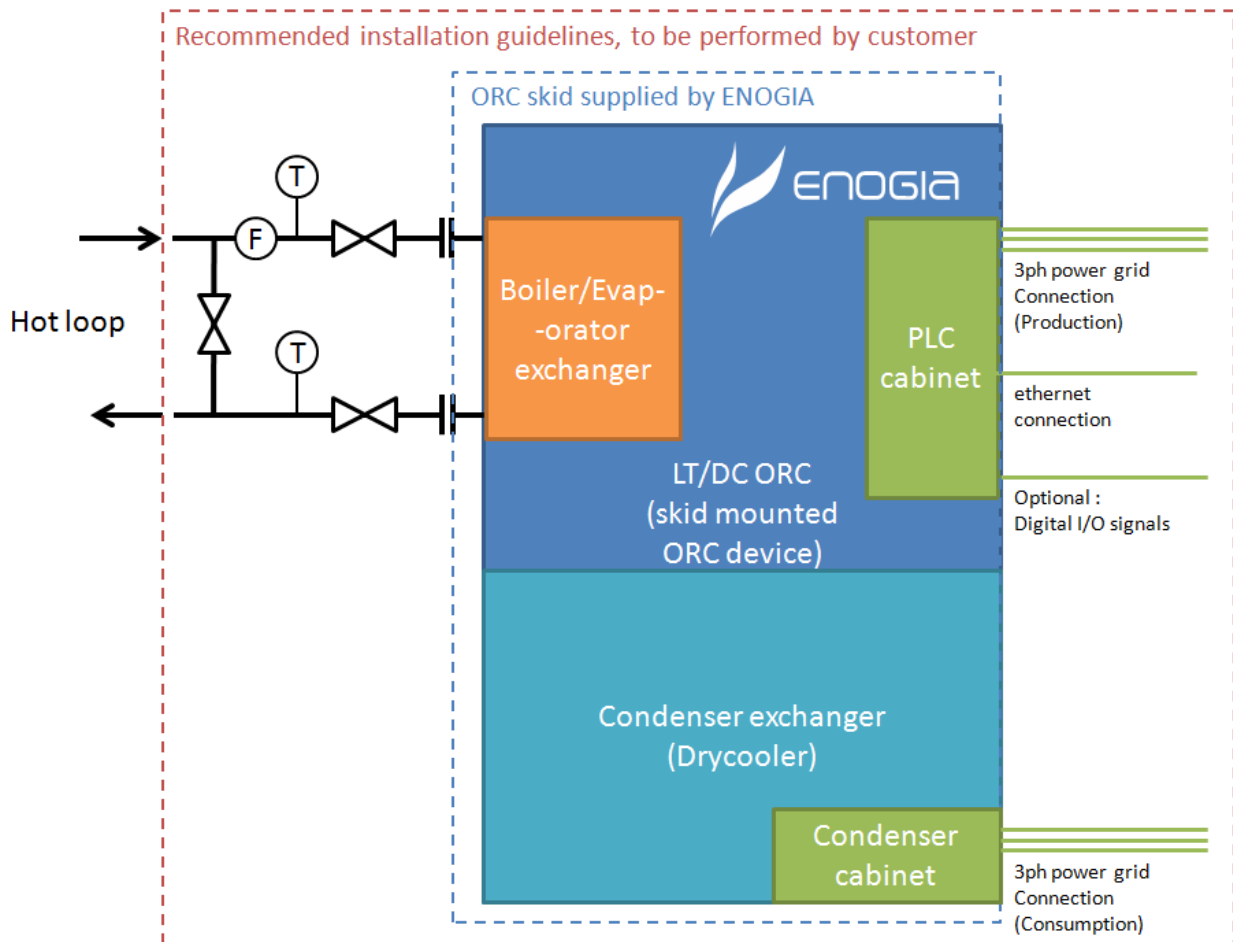 Recommended installation guidelines, to be performed by customer
ORC skid supplied by ENOGIA
ENOGIA
T
F
Hot loop
T
Boiler/Evap-
-orator
exchanger
PLC
cabinet
3ph power grid
Connection
(Production)
ethernet
connection
Optional :
Digital I/O signals
LT/DC ORC
(skid mounted
ORC device)
Condenser exchanger
(Drycooler)
Condenser
cabinet
3ph power grid
Connection
(Consumption)